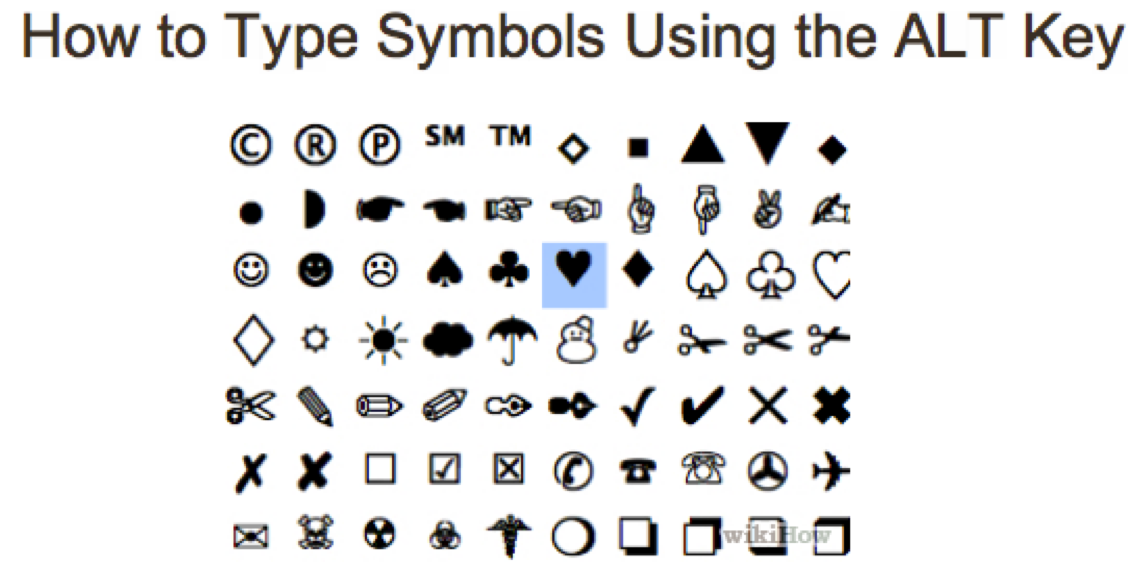 How to Type Symbols Using the ALT Key
© ® ℗ ℠ ™ ⋄ ▪ ▲ ▼ ⬥
● ◗ ☛ ☚ ☞ ☜ ☝ ☟ ✌ ✍
☺ ☻ ☹ ♠ ♣ ♥ ♦ ♤ ♧ ♡
♢ ☼ ☀ ☁ ☂ ☃ ✄ ✁ ✂ ✃
✄ ✎ ✏ ✐ ✑ ✒ ✓ ✔ ✕ ✖
✗ ✘ ☐ ☑ ☒ ✆ ☎ ☏ ✇ ✈
✉ ☠ ☢ ☣ ⚕ ❍ ❏ ❐ ❑ ❒
wikiHow